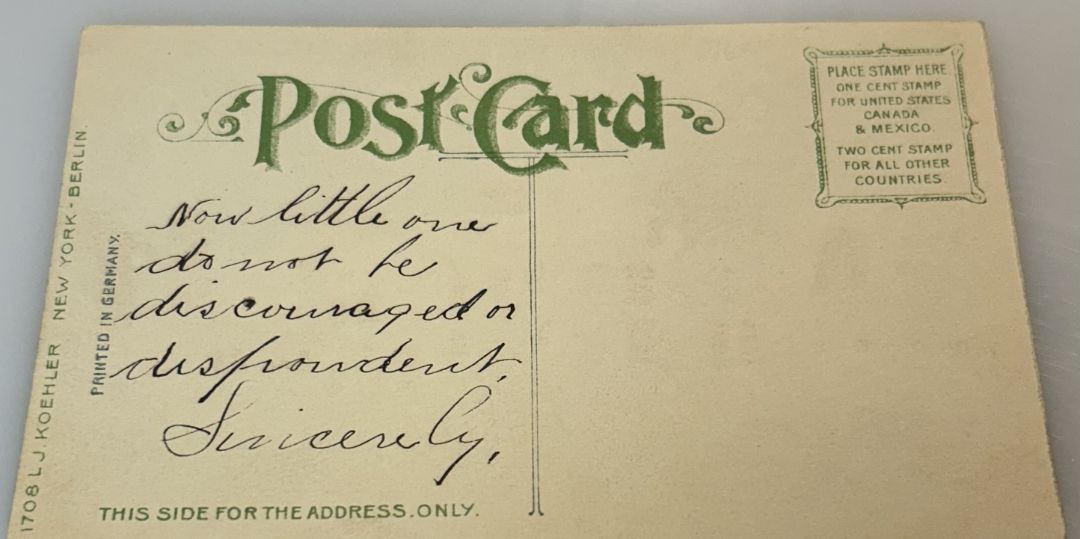 Post Card
PLACE STAMP HERE
ONE CENT STAMP
FOR UNITED STATES
CANADA
& MEXICO.
TWO CENT STAMP
FOR ALL OTHER
COUNTRIES.
Now little one
do not be
discouraged or
dispondent.
Sincerely,
THIS SIDE FOR THE ADDRESS.ONLY.
PRINTED IN GERMANY.
1708 L.J. KOEHLER NEW YORK - BERLIN.